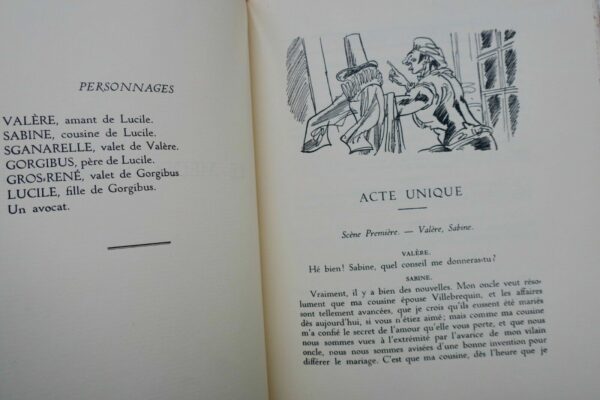 PERSONNAGES
VALÈRE, amant de Lucile.
SABINE, cousine de Lucile.
SGANARELLE, valet de Valère.
GORGIBUS, père de Lucile.
GROS-RENÉ, valet de Gorgibus
LUCILE, fille de Gorgibus.
Un avocat.
ACTE UNIQUE
Scène Première. — Valère, Sabine.
VALÈRE.
Hé bien! Sabine, quel conseil me donneras-tu?
SABINE.
Vraiment, il y a bien des nouvelles. Mon oncle veut réso-
lument que ma cousine épouse Villebrequin, et les affaires
sont tellement avancées, que je crois qu'ils eussent été mariés
dès aujourd'hui, si vous n'étiez aimé; mais comme ma cousine
m'a confié le secret de l'amour qu'elle vous porte, et que nous
nous sommes vues à l'extrémité par l'avarice de mon vilain
oncle, nous nous sommes avisées d'une bonne invention pour
différer le mariage. C'est que ma cousine, dès l'heure que je